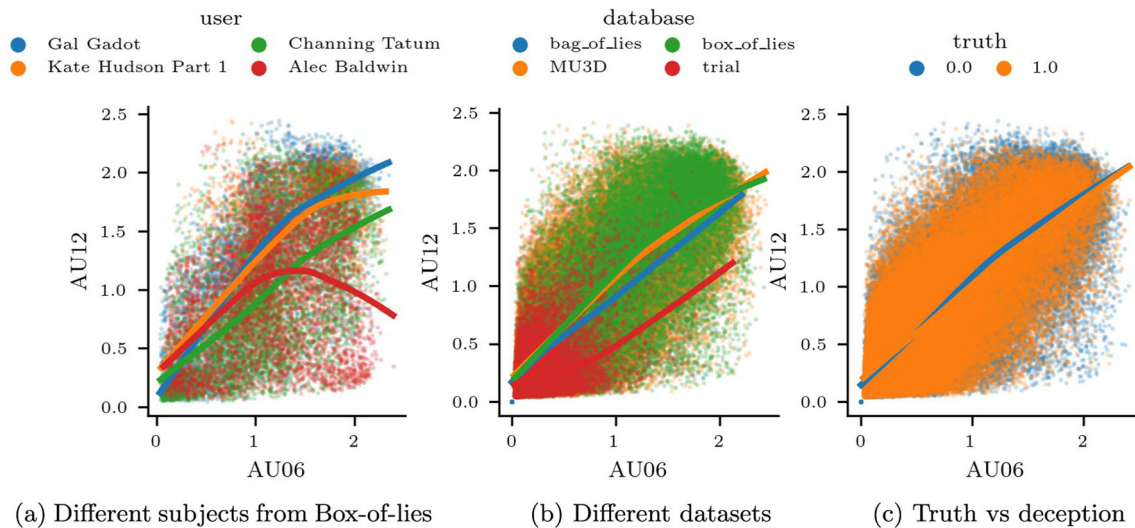 user
Gal Gadot
Channing Tatum
Kate Hudson Part 1
Alec Baldwin
2.5
2.0
1.5
1.0
0.5
0.0
AU12
0
1
2
AU06
(a) Different subjects from Box-of-lies
database
bag_of_lies
box_of_lies
MU3D
trial
2.5
2.0
1.5
1.0
0.5
0.0
AU12
0
1
2
AU06
(b) Different datasets
truth
0.0
1.0
2.5
2.0
1.5
1.0
0.5
0.0
AU12
0
1
2
AU06
(c) Truth vs deception